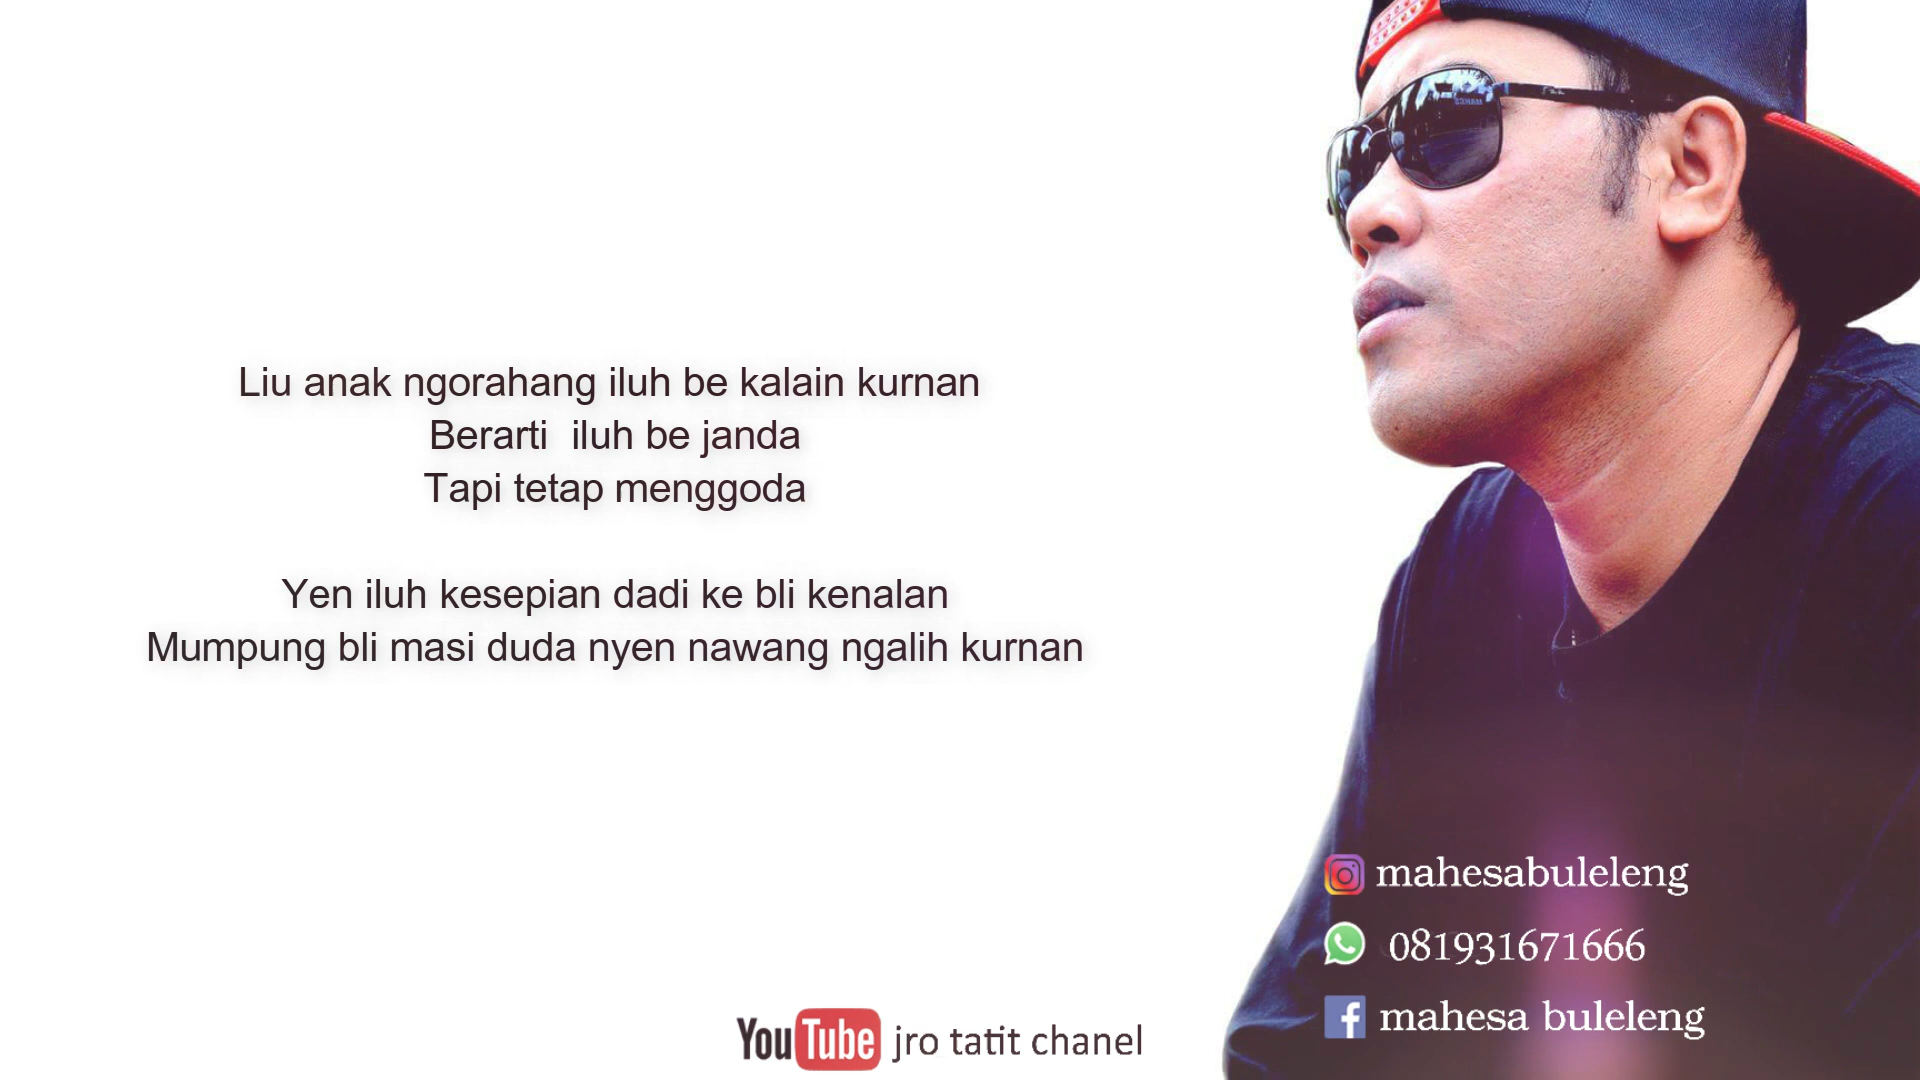 Liu anak ngorahang iluh be kalain kurnan
Berarti  iluh be janda
Tapi tetap menggoda
Yen iluh kesepian dadi ke bli kenalan
Mumpung bli masi duda nyen nawang ngalih kurnan
mahesabuleleng
081931671666
mahesa buleleng
YouTube jro tatit chanel